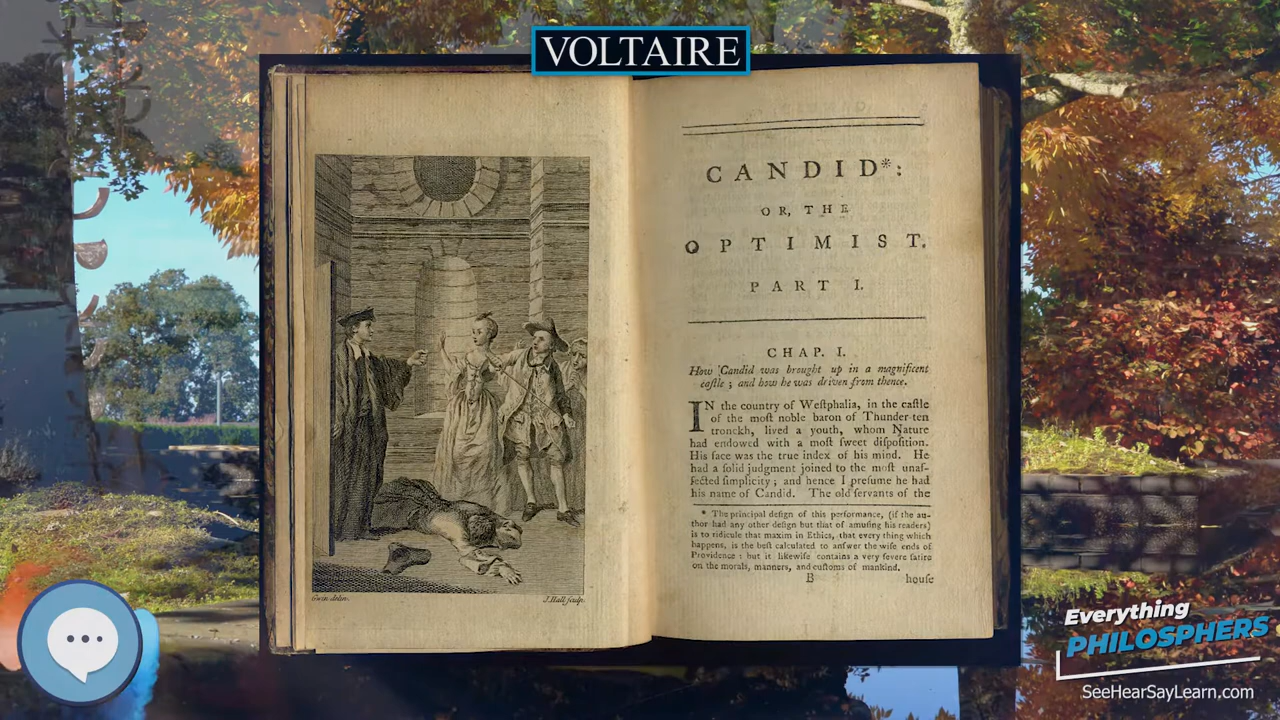 VOLTAIRE
CANDID*:
OR, THE
OPTIMIST.
PART I.
CHAP. I.
How Candid was brought up in a magnificent
caſtle ; and how he was driven from thence.
IN the country of Weſtphalia, in the caſtle
of the moſt noble baron of Thunder-ten
tronckh, lived a youth, whom Nature
had endowed with a moſt ſweet diſpoſition.
His face was the true index of his mind. He
had a ſolid judgment joined to the moſt unaf-
fected ſimplicity ; and hence I preſume he had
his name of Candid. The old ſervants of the
* The principal deſign of this performance, (if the au-
thor had any other deſign but that of amuſing his readers)
is to ridicule that maxim in Ethics, that every thing which
happens, is the beſt calculated to anſwer the wiſe ends of
Providence : but it likewiſe contains a very ſevere ſatire
on the morals, manners, and cuſtoms of mankind.
B houſe
delin.
J. Hall ſculp.
Everything
PHILOSPHERS
SeeHearSayLearn.com